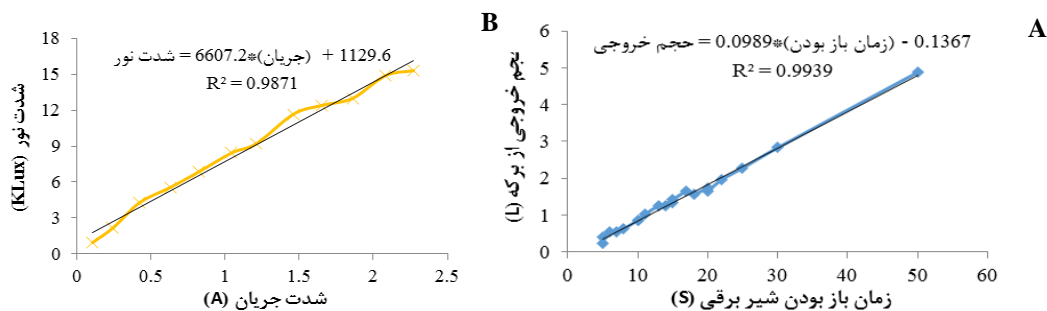 B
شدت نور = 6607.2*(جریان) + 1129.6
R² = 0.9871
شدت نور (KLux)
18
15
12
9
6
3
0
0 0.5 1 1.5 2 2.5
شدت جریان (A)
A
حجم خروجی = 0.0989*(زمان باز بودن) - 0.1367
R² = 0.9939
حجم خروجی از برکه (L)
6
5
4
3
2
1
0
0 10 20 30 40 50 60
زمان باز بودن شیر برقی (S)